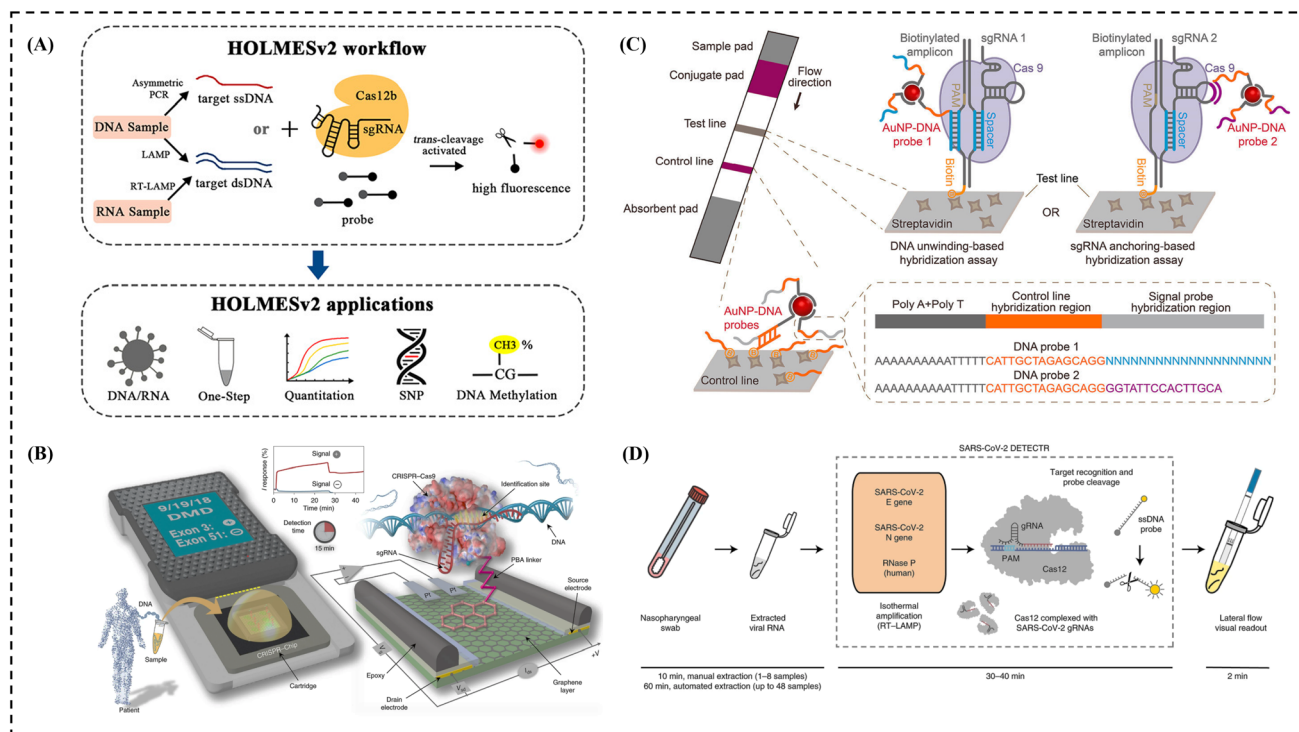 (A)
HOLMESv2 workflow
Asymmetric
PCR
target ssDNA
DNA Sample
LAMP
RT-LAMP
target dsDNA
RNA Sample
or
+
Cas12b
sgRNA
probe
trans-cleavage
activated
high fluorescence
HOLMESv2 applications
DNA/RNA
One-Step
Quantitation
SNP
CH3 %
CG
DNA Methylation
(B)
9/19/18
DMD
Exon 3: +
Exon 51: −
I response (%)
Signal +
Signal −
0
20
40
Time (min)
Detection
time
15 min
CRISPR–Cas9
Identification site
DNA
sgRNA
PBA linker
Source
electrode
Pt
Pt
DNA
Sample
CRISPR-Chip
Cartridge
Patient
Epoxy
Drain
electrode
Graphene
layer
+V
(C)
Sample pad
Conjugate pad
Flow
direction
Test line
Control line
Absorbent pad
Biotinylated
amplicon
sgRNA 1
Cas 9
PAM
Spacer
AuNP-DNA
probe 1
Biotin
Streptavidin
DNA unwinding-based
hybridization assay
Test line
OR
Biotinylated
amplicon
sgRNA 2
PAM
Spacer
AuNP-DNA
probe 2
Biotin
Streptavidin
sgRNA anchoring-based
hybridization assay
AuNP-DNA
probes
Control line
Poly A+Poly T
Control line
hybridization region
Signal probe
hybridization region
DNA probe 1
AAAAAAAAAATTTTTCATTGCTAGAGCAGGNNNNNNNNNNNNNNNNNNNN
DNA probe 2
AAAAAAAAAATTTTTCATTGCTAGAGCAGGGGTATTCCACTTGCA
(D)
SARS-CoV-2 DETECTR
Nasopharyngeal
swab
Extracted
viral RNA
SARS-CoV-2
E gene
SARS-CoV-2
N gene
RNase P
(human)
Isothermal
amplification
(RT–LAMP)
Target recognition and
probe cleavage
gRNA
PAM
Cas12
ssDNA
probe
Cas12 complexed with
SARS-CoV-2 gRNAs
Lateral flow
visual readout
10 min, manual extraction (1–8 samples)
60 min, automated extraction (up to 48 samples)
30–40 min
2 min